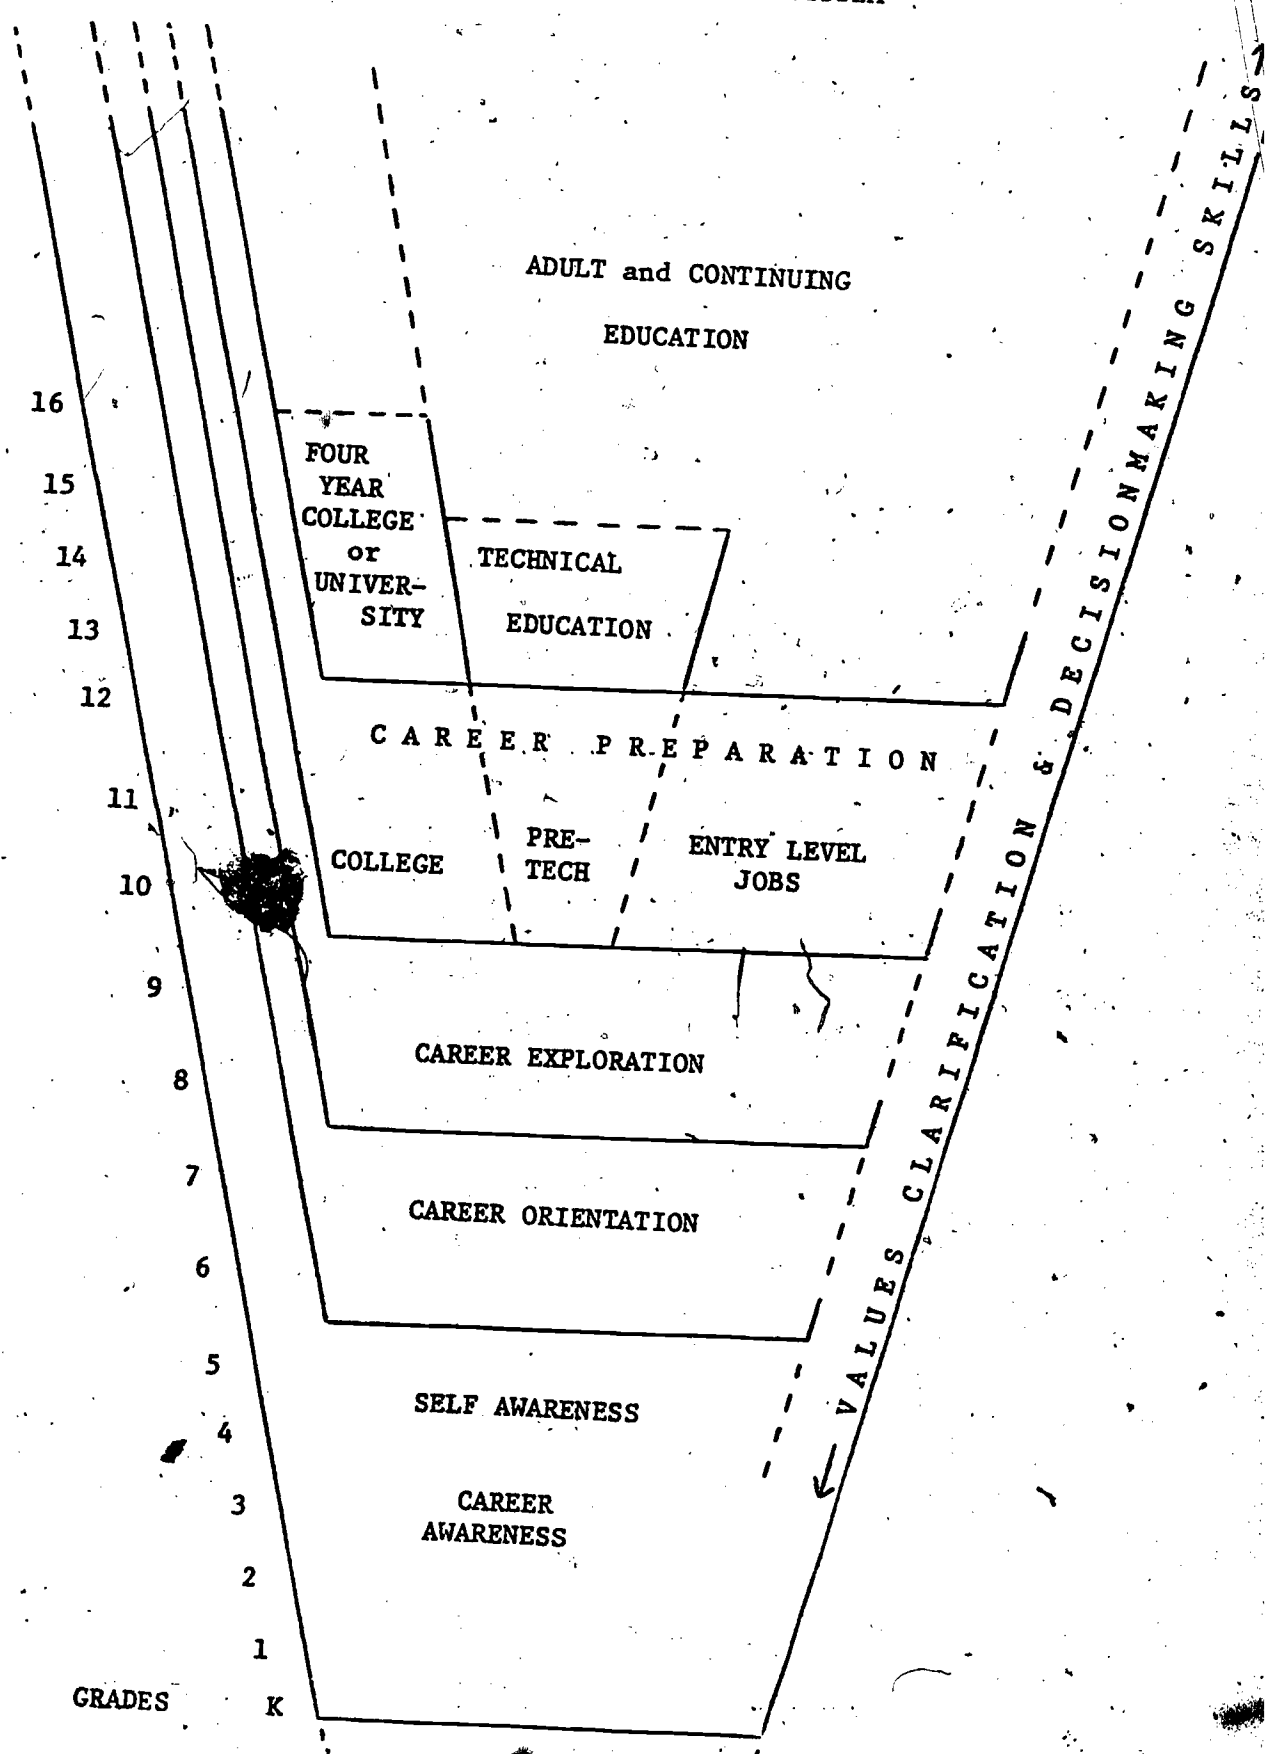 ADULT and CONTINUING
EDUCATION
16
FOUR
YEAR
COLLEGE
or
UNIVER-
SITY
15
TECHNICAL
EDUCATION
14
13
12
CAREER PREPARATION
11
COLLEGE
PRE-
TECH
ENTRY LEVEL
JOBS
10
9
CAREER EXPLORATION
8
7
CAREER ORIENTATION
6
5
SELF AWARENESS
4
3
CAREER
AWARENESS
2
1
GRADES K
VALUES CLARIFICATION & DECISIONMAKING SKILLS